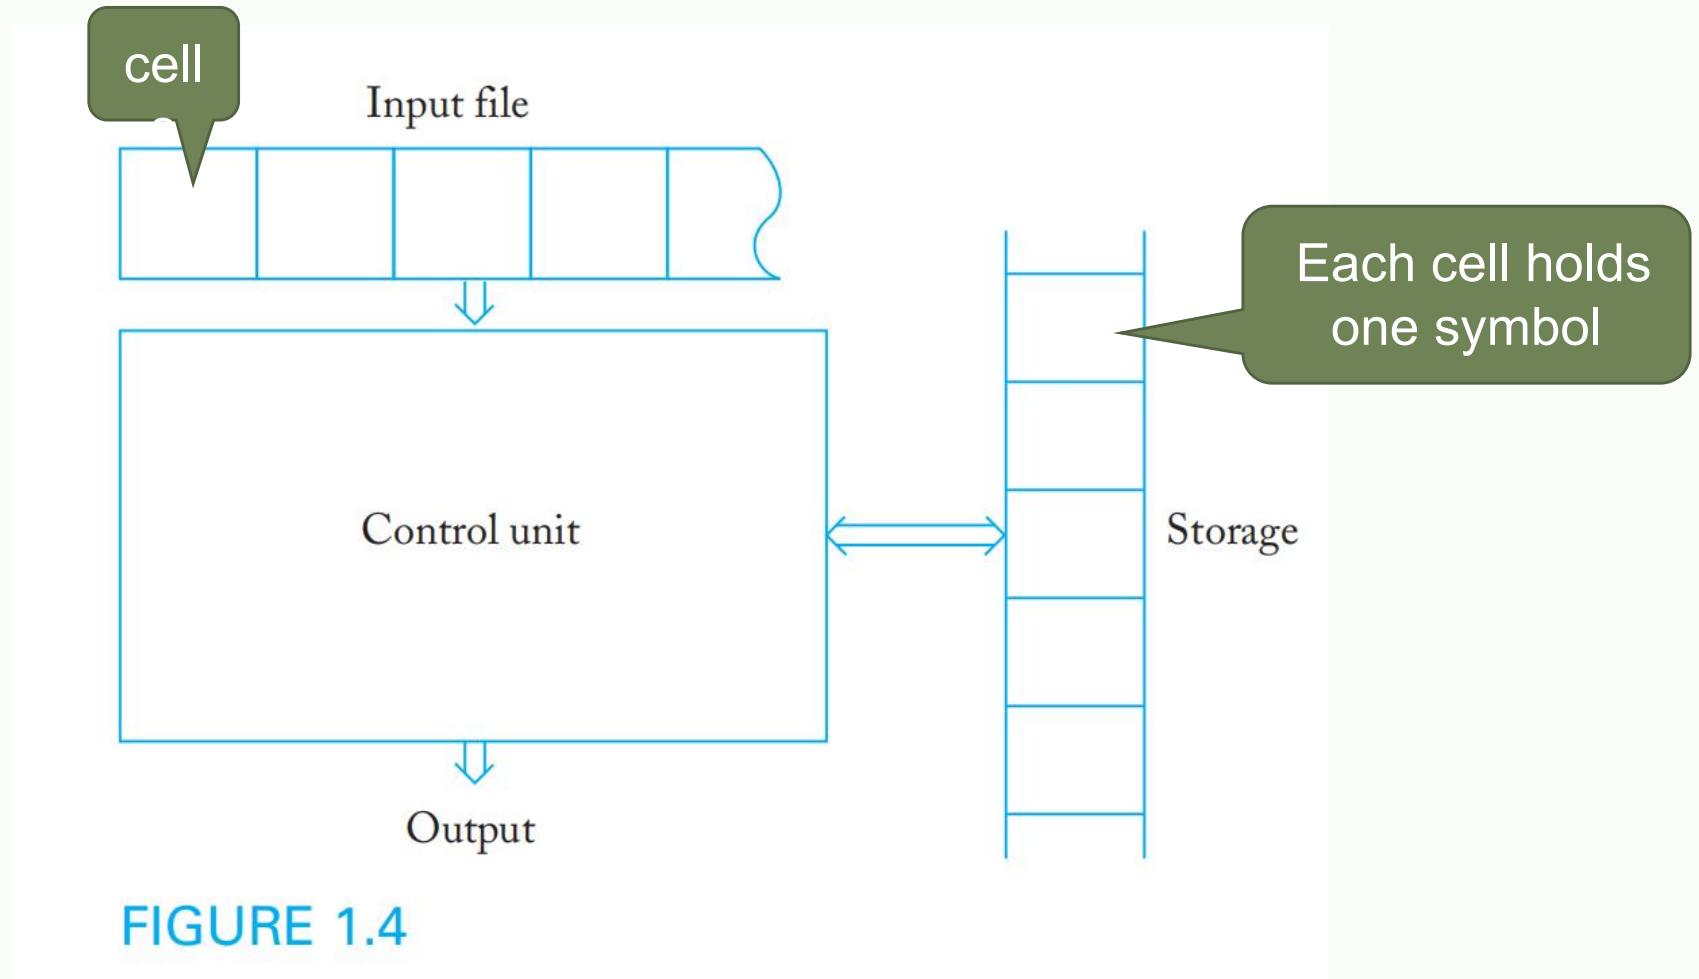 cell
Input file
Each cell holds
one symbol
Control unit
Storage
Output
FIGURE 1.4